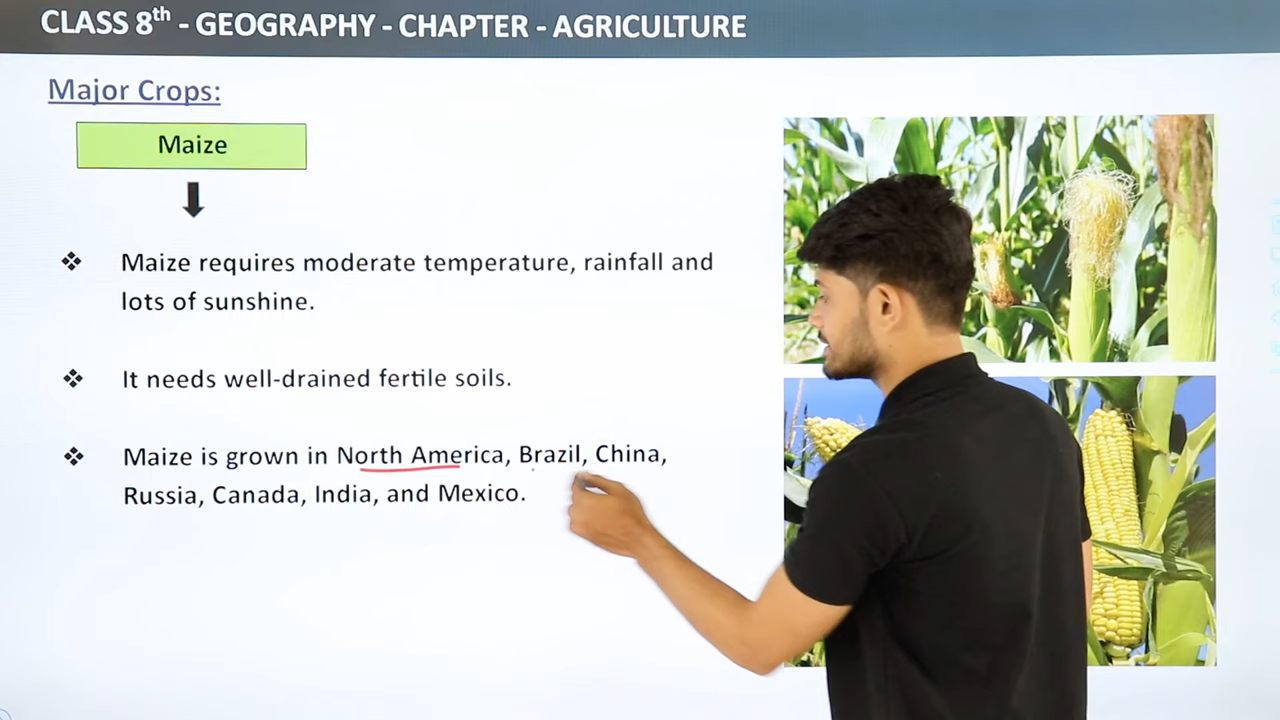 CLASS 8th - GEOGRAPHY - CHAPTER - AGRICULTURE
Major Crops:
Maize
Maize requires moderate temperature, rainfall and
lots of sunshine.
It needs well-drained fertile soils.
Maize is grown in North America, Brazil, China,
Russia, Canada, India, and Mexico.